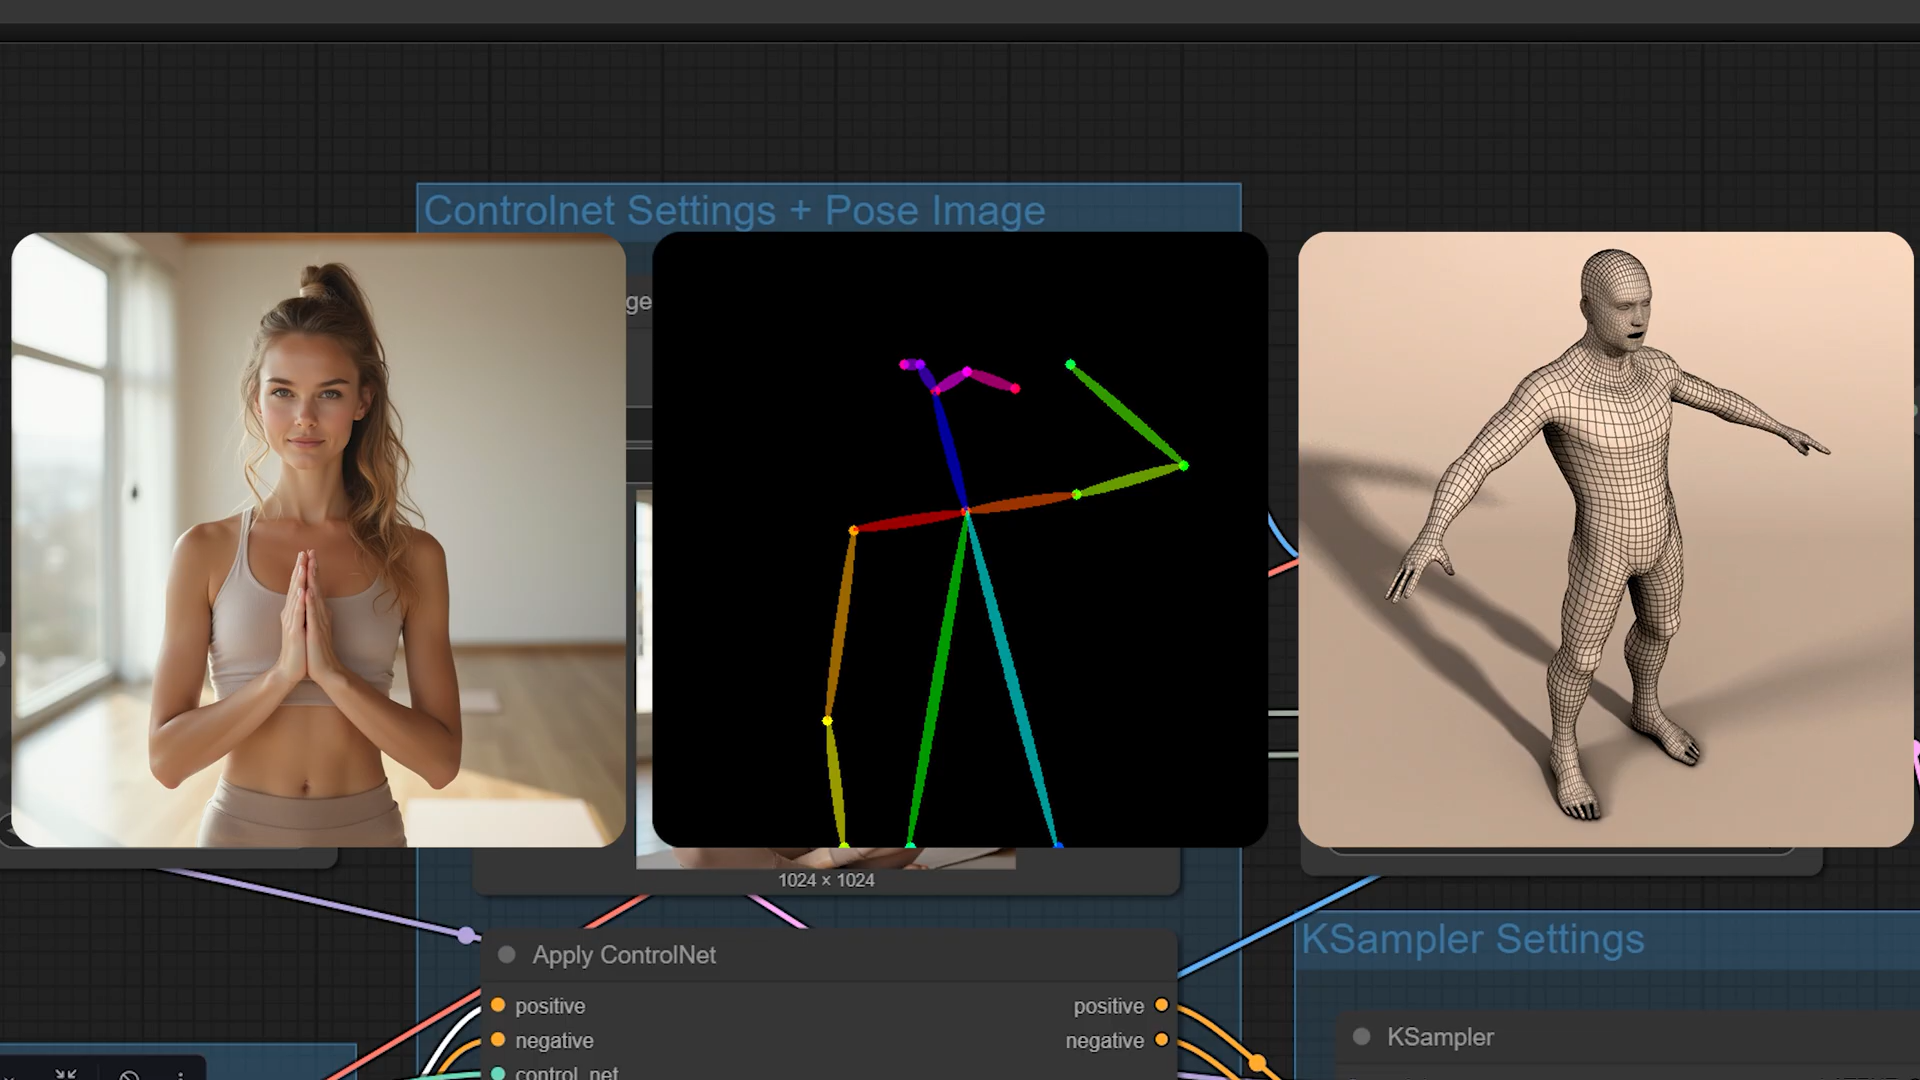 Controlnet Settings + Pose Image
ge
1024 × 1024
Apply ControlNet
positive
positive
negative
negative
control_net
KSampler Settings
KSampler